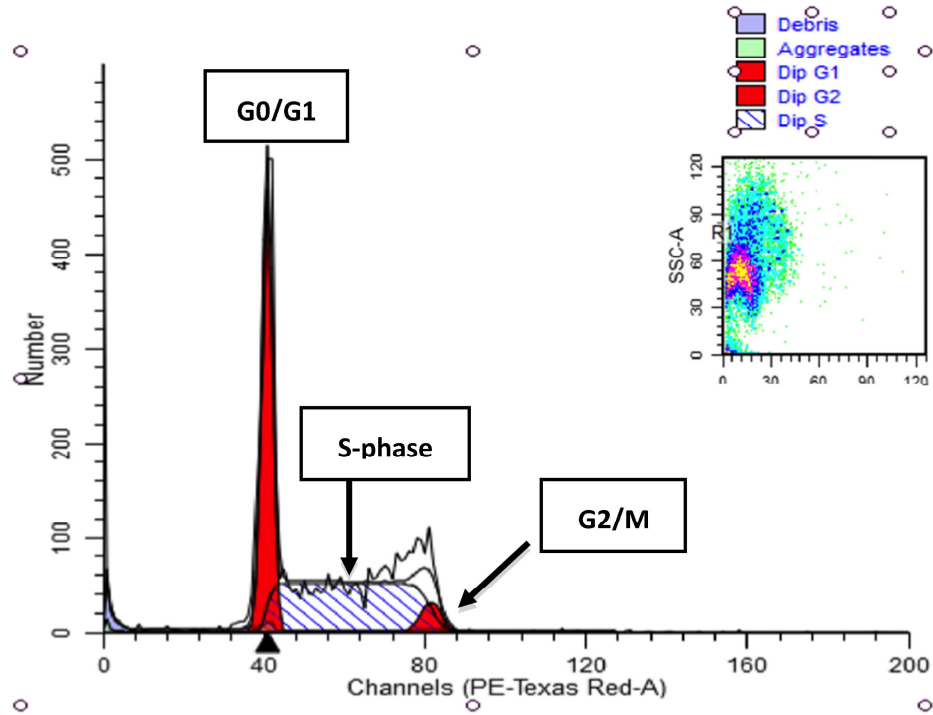 Debris
Aggregates
Dip G1
Dip G2
Dip S
G0/G1
S-phase
G2/M
Number
500
400
300
200
100
0
0 40 80 120 160 200
Channels (PE-Texas Red-A)
SSC-A
R1
120
90
60
30
0
0 30 60 90 120